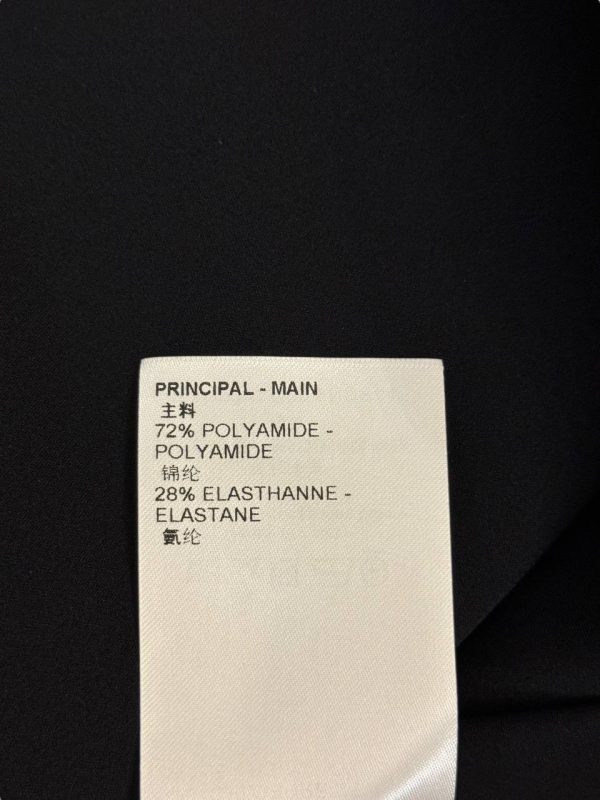 PRINCIPAL - MAIN
主料
72% POLYAMIDE -
POLYAMIDE
锦纶
28% ELASTHANNE -
ELASTANE
氨纶